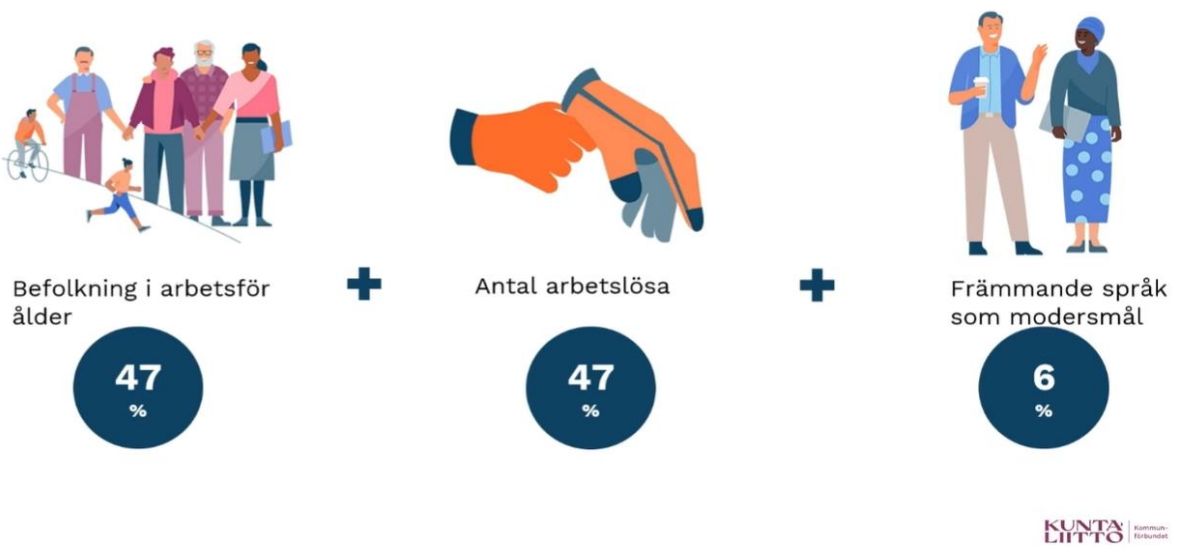 Befolkning i arbetsför
ålder
47
%
Antal arbetslösa
47
%
Främmande språk
som modersmål
6
%
KUNTA
LIITTO
Kommun-
förbundet